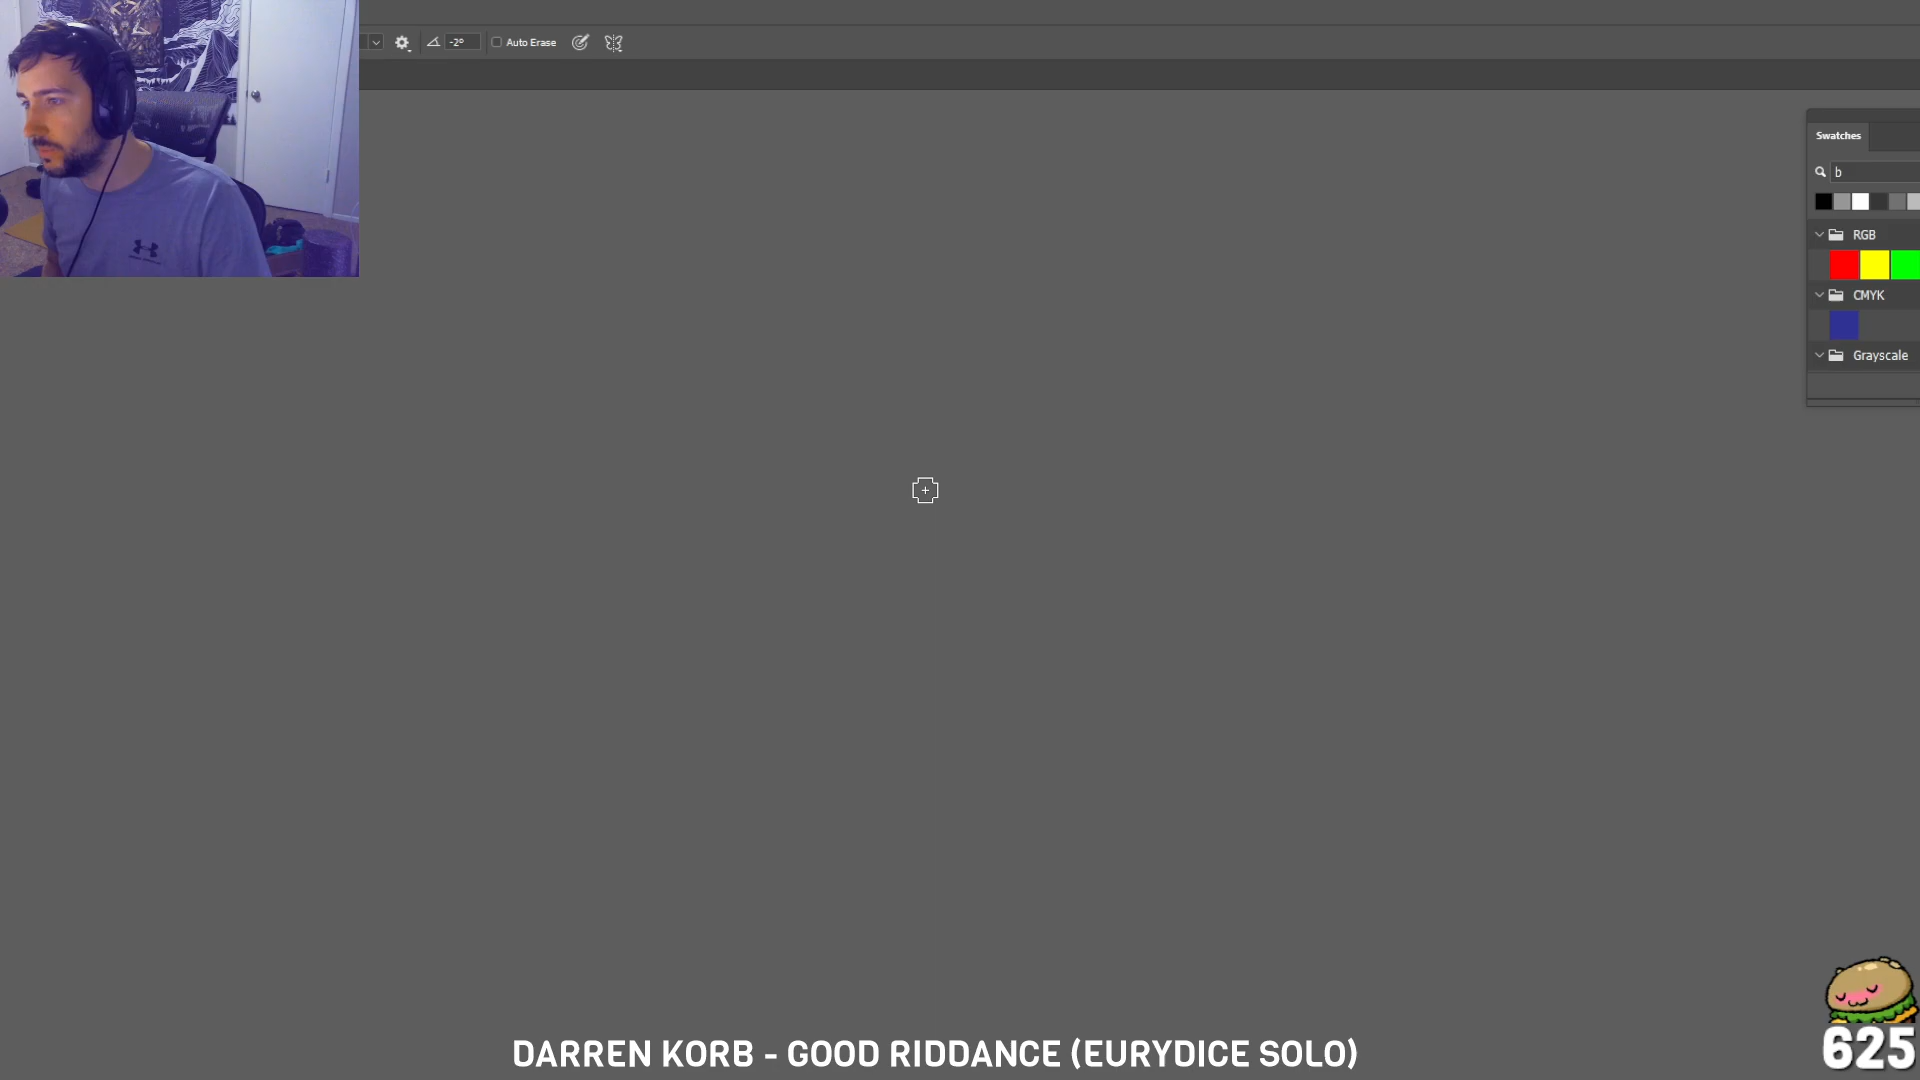 -2°
Auto Erase
Swatches
b
RGB
CMYK
Grayscale
DARREN KORB - GOOD RIDDANCE (EURYDICE SOLO)
625